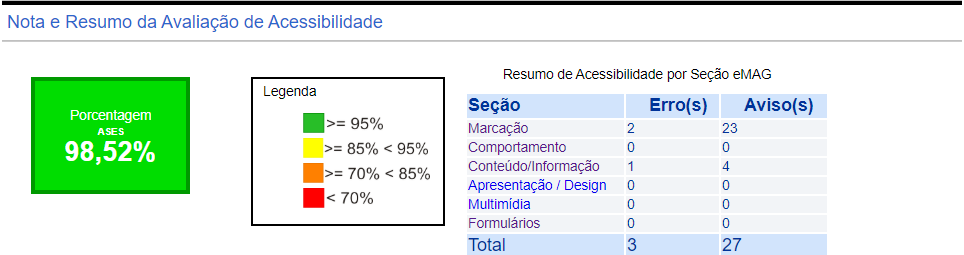 Nota e Resumo da Avaliação de Acessibilidade
Porcentagem
ASES
98,52%
Legenda
>= 95%
>= 85% < 95%
>= 70% < 85%
< 70%
Resumo de Acessibilidade por Seção eMAG
Seção Erro(s) Aviso(s)
Marcação 2 23
Comportamento 0 0
Conteúdo/Informação 1 4
Apresentação / Design 0 0
Multimídia 0 0
Formulários 0 0
Total 3 27